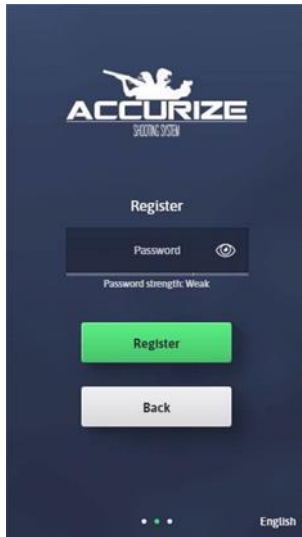 ACCURIZE
SHOOTING SYSTEM
Register
Password
Password strength: Weak
Register
Back
English